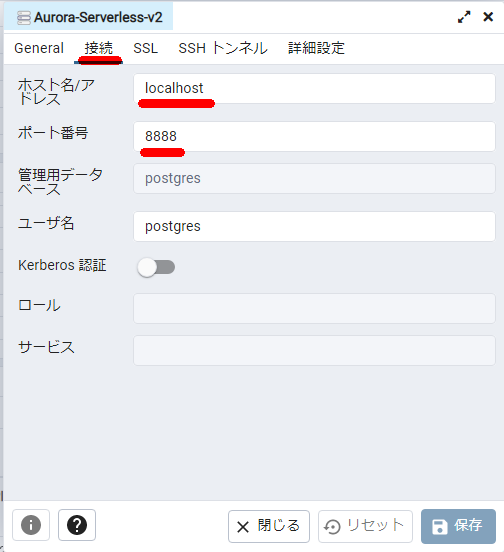 Aurora-Serverless-v2
General 接続 SSL SSH トンネル 詳細設定
ホスト名/ア
ドレス
localhost
ポート番号
8888
管理用データ
ベース
postgres
ユーザ名
postgres
Kerberos 認証
ロール
サービス
閉じる リセット 保存